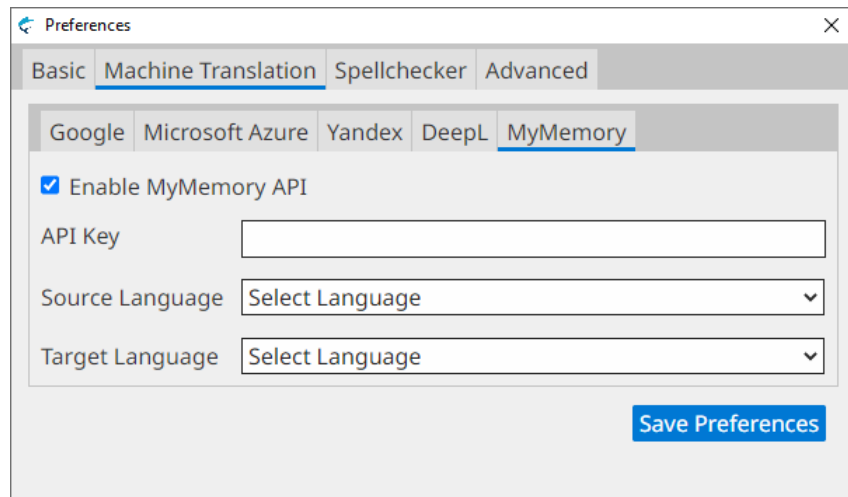 Preferences
Basic Machine Translation Spellchecker Advanced
Google Microsoft Azure Yandex DeepL MyMemory
Enable MyMemory API
API Key
Source Language Select Language
Target Language Select Language
Save Preferences